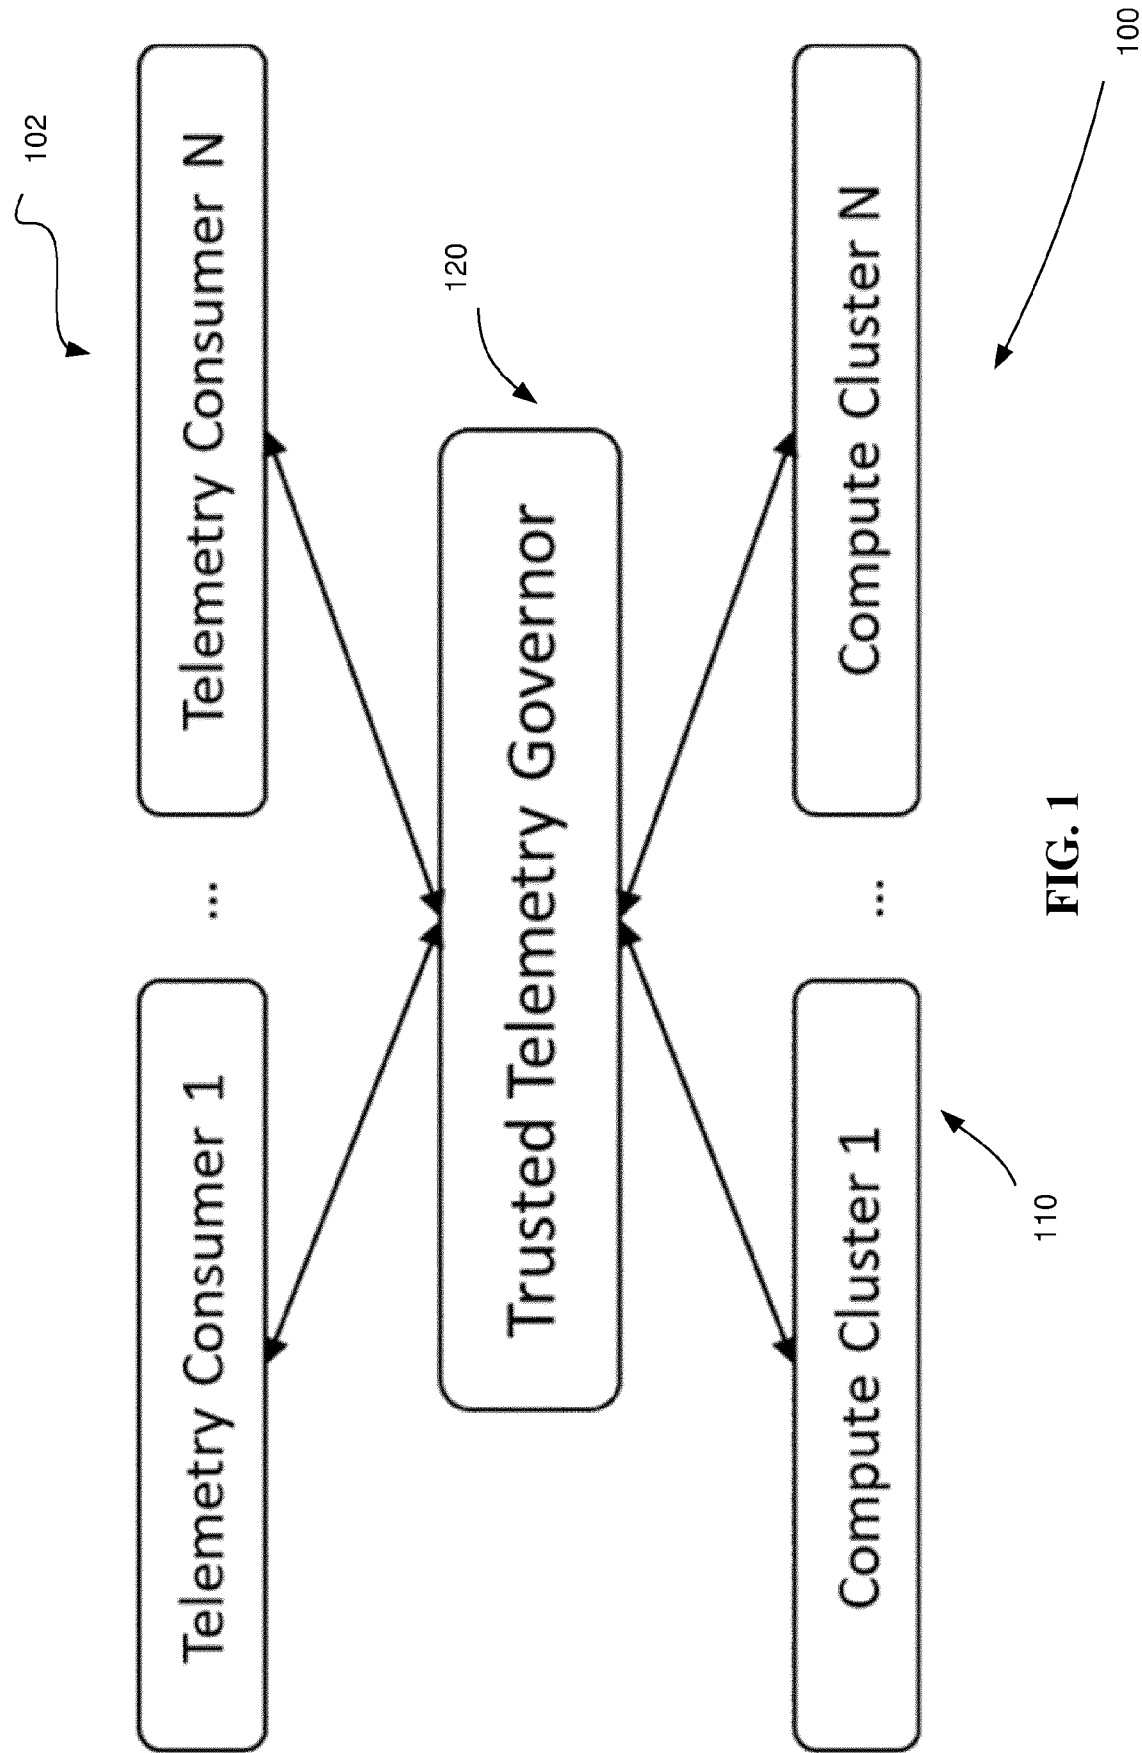 102
Telemetry Consumer 1
...
Telemetry Consumer N
120
Trusted Telemetry Governor
Compute Cluster 1
...
Compute Cluster N
110
100
FIG. 1